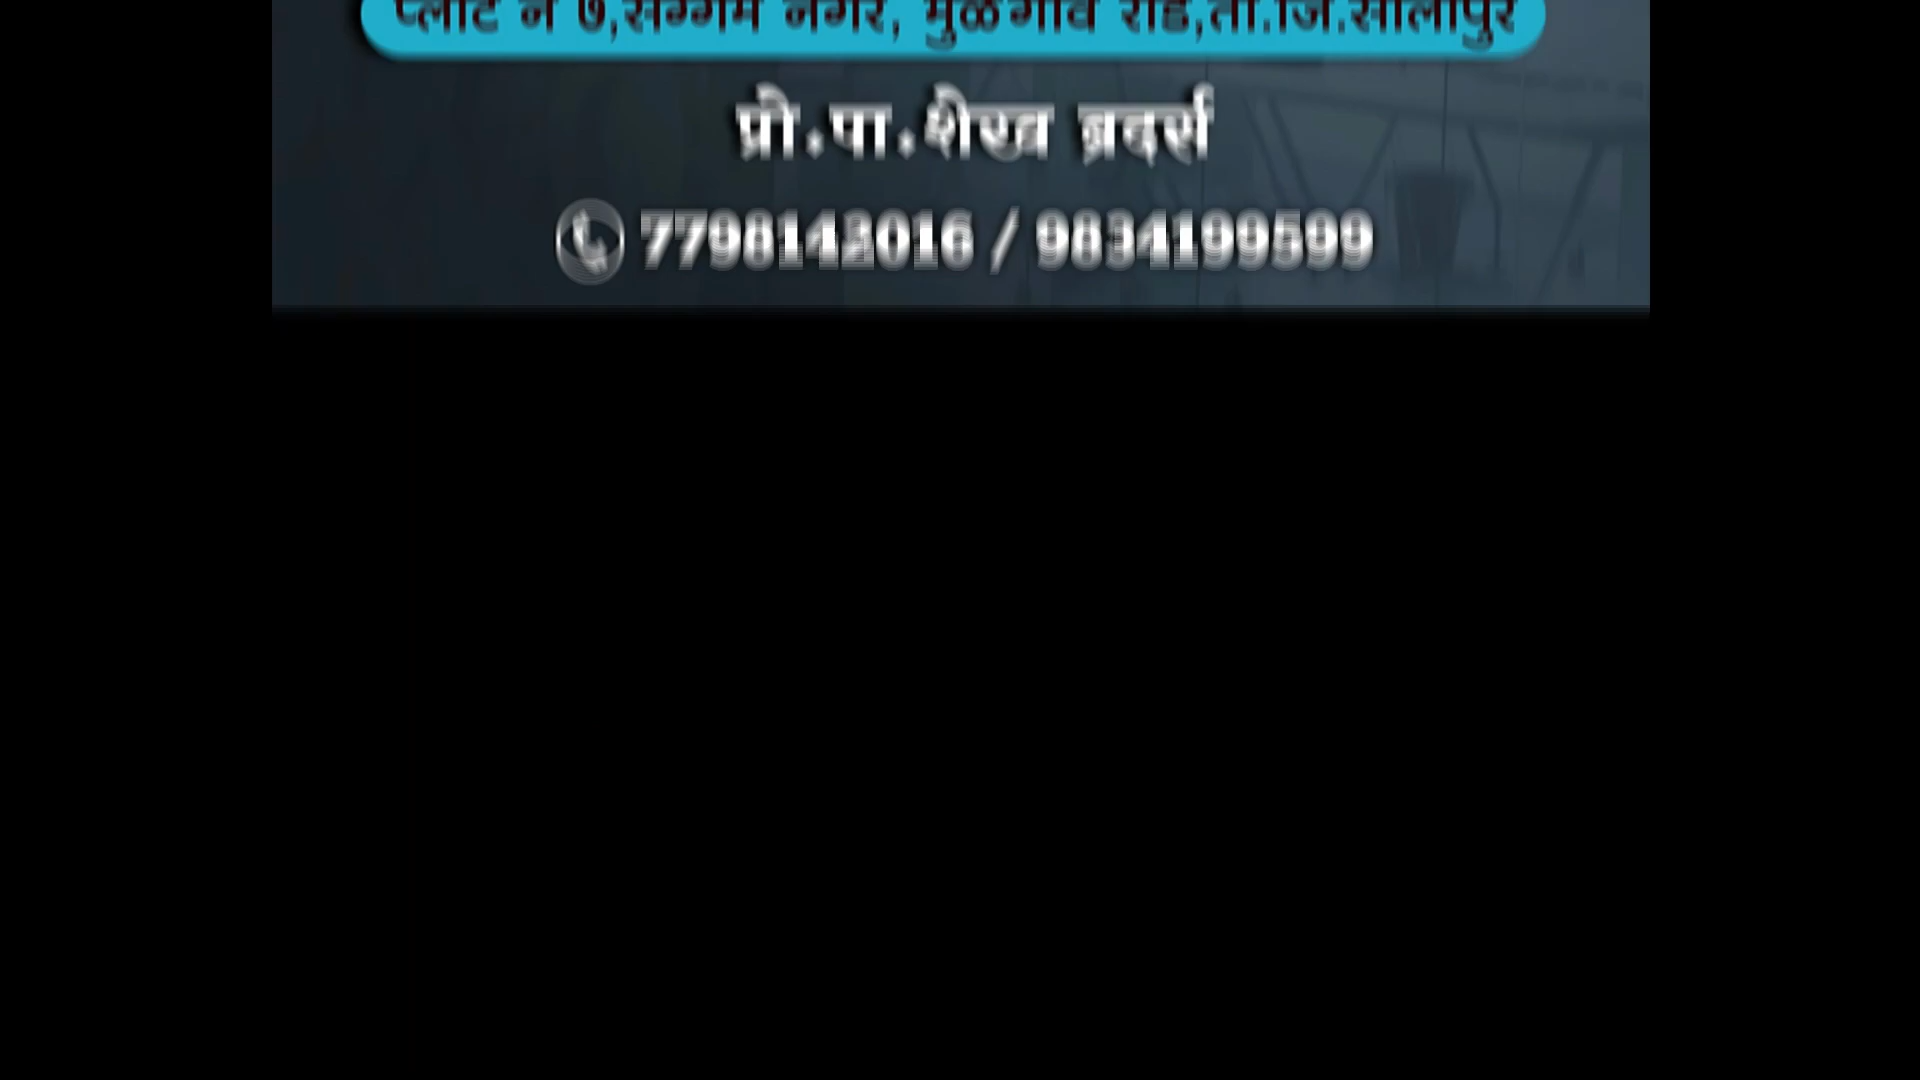 प्लाट नं ७,संगम नगर, मुळेगाव रोड,ता.जि.सोलापुर
प्रो.पा.शेख ब्रदर्स
7798142016 / 9834199599